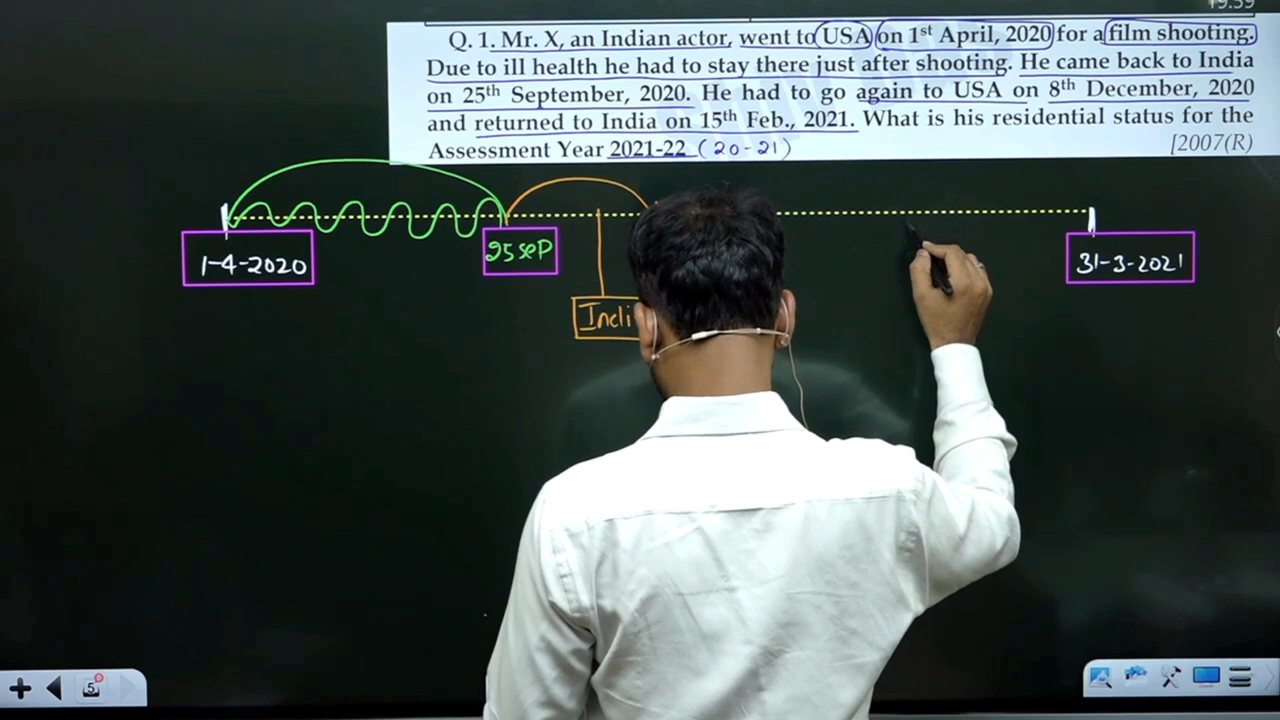 Q. 1. Mr. X, an Indian actor, went to USA on 1st April, 2020 for a film shooting.
Due to ill health he had to stay there just after shooting. He came back to India
on 25th September, 2020. He had to go again to USA on 8th December, 2020
and returned to India on 15th Feb., 2021. What is his residential status for the
Assessment Year 2021-22 (20-21) [2007(R)
1-4-2020
25 seP
31-3-2021
5